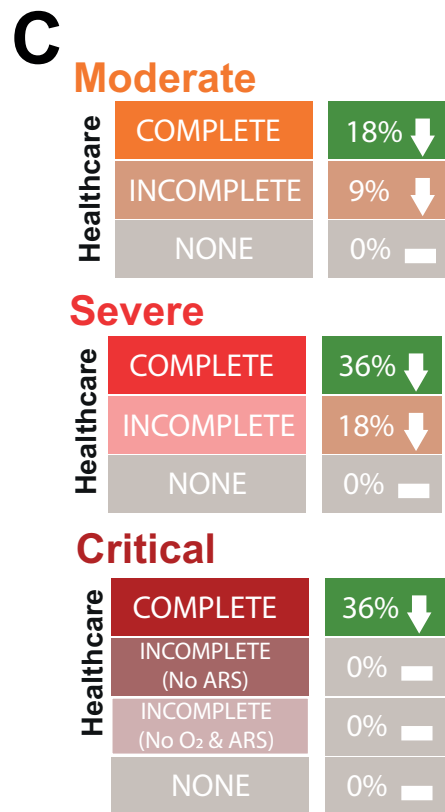 C
Moderate
Healthcare
COMPLETE 18%
INCOMPLETE 9%
NONE 0%
Severe
Healthcare
COMPLETE 36%
INCOMPLETE 18%
NONE 0%
Critical
Healthcare
COMPLETE 36%
INCOMPLETE
(No ARS) 0%
INCOMPLETE
(No O₂ & ARS) 0%
NONE 0%